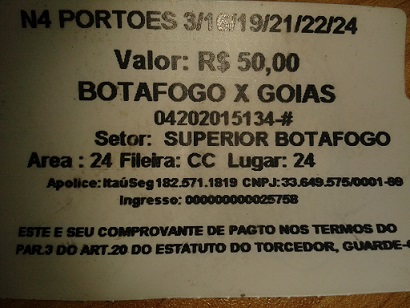 N4 PORTOES 3/16/19/21/22/24
Valor: R$ 50,00
BOTAFOGO X GOIAS
04202015134-#
Setor: SUPERIOR BOTAFOGO
Area : 24 Fileira: CC Lugar: 24
Apolice: ItaúSeg 182.571.1819 CNPJ: 33.649.575/0001-99
Ingresso: 000000000025758
ESTE E SEU COMPROVANTE DE PAGTO NOS TERMOS DO
PAR.3 DO ART.20 DO ESTATUTO DO TORCEDOR, GUARDE-